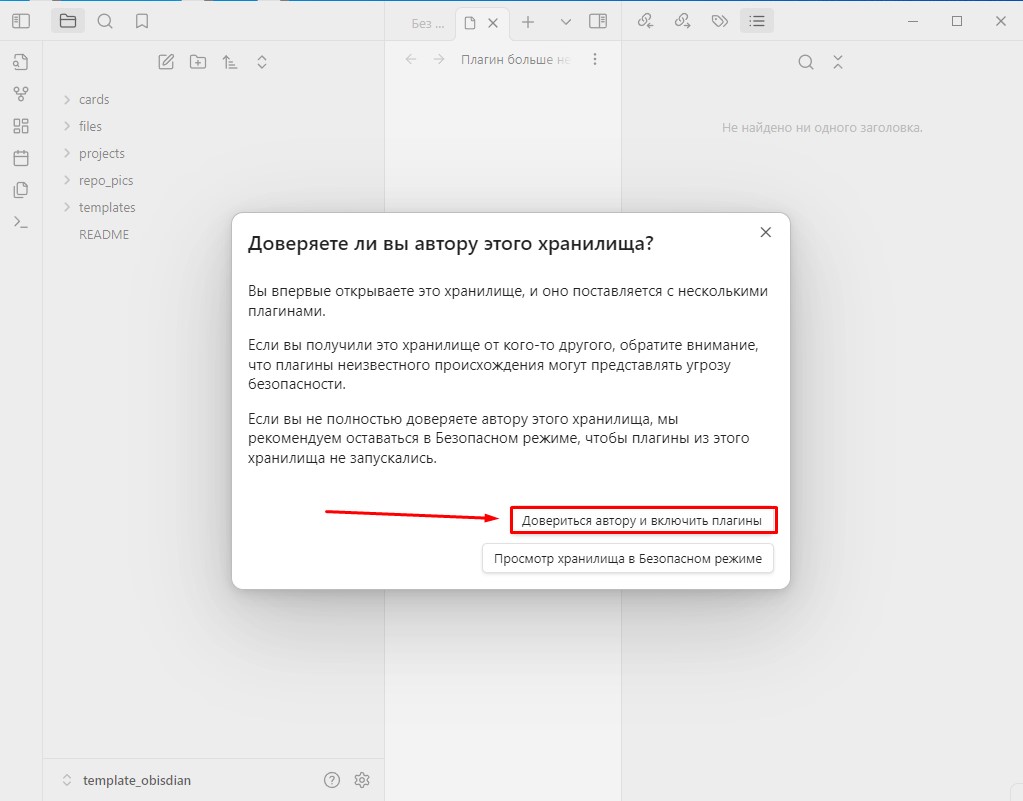 Без ...
Плагин больше не
cards
files
projects
repo_pics
templates
README
Не найдено ни одного заголовка.
Доверяете ли вы автору этого хранилища?
Вы впервые открываете это хранилище, и оно поставляется с несколькими
плагинами.
Если вы получили это хранилище от кого-то другого, обратите внимание,
что плагины неизвестного происхождения могут представлять угрозу
безопасности.
Если вы не полностью доверяете автору этого хранилища, мы
рекомендуем оставаться в Безопасном режиме, чтобы плагины из этого
хранилища не запускались.
Довериться автору и включить плагины
Просмотр хранилища в Безопасном режиме
template_obisdian